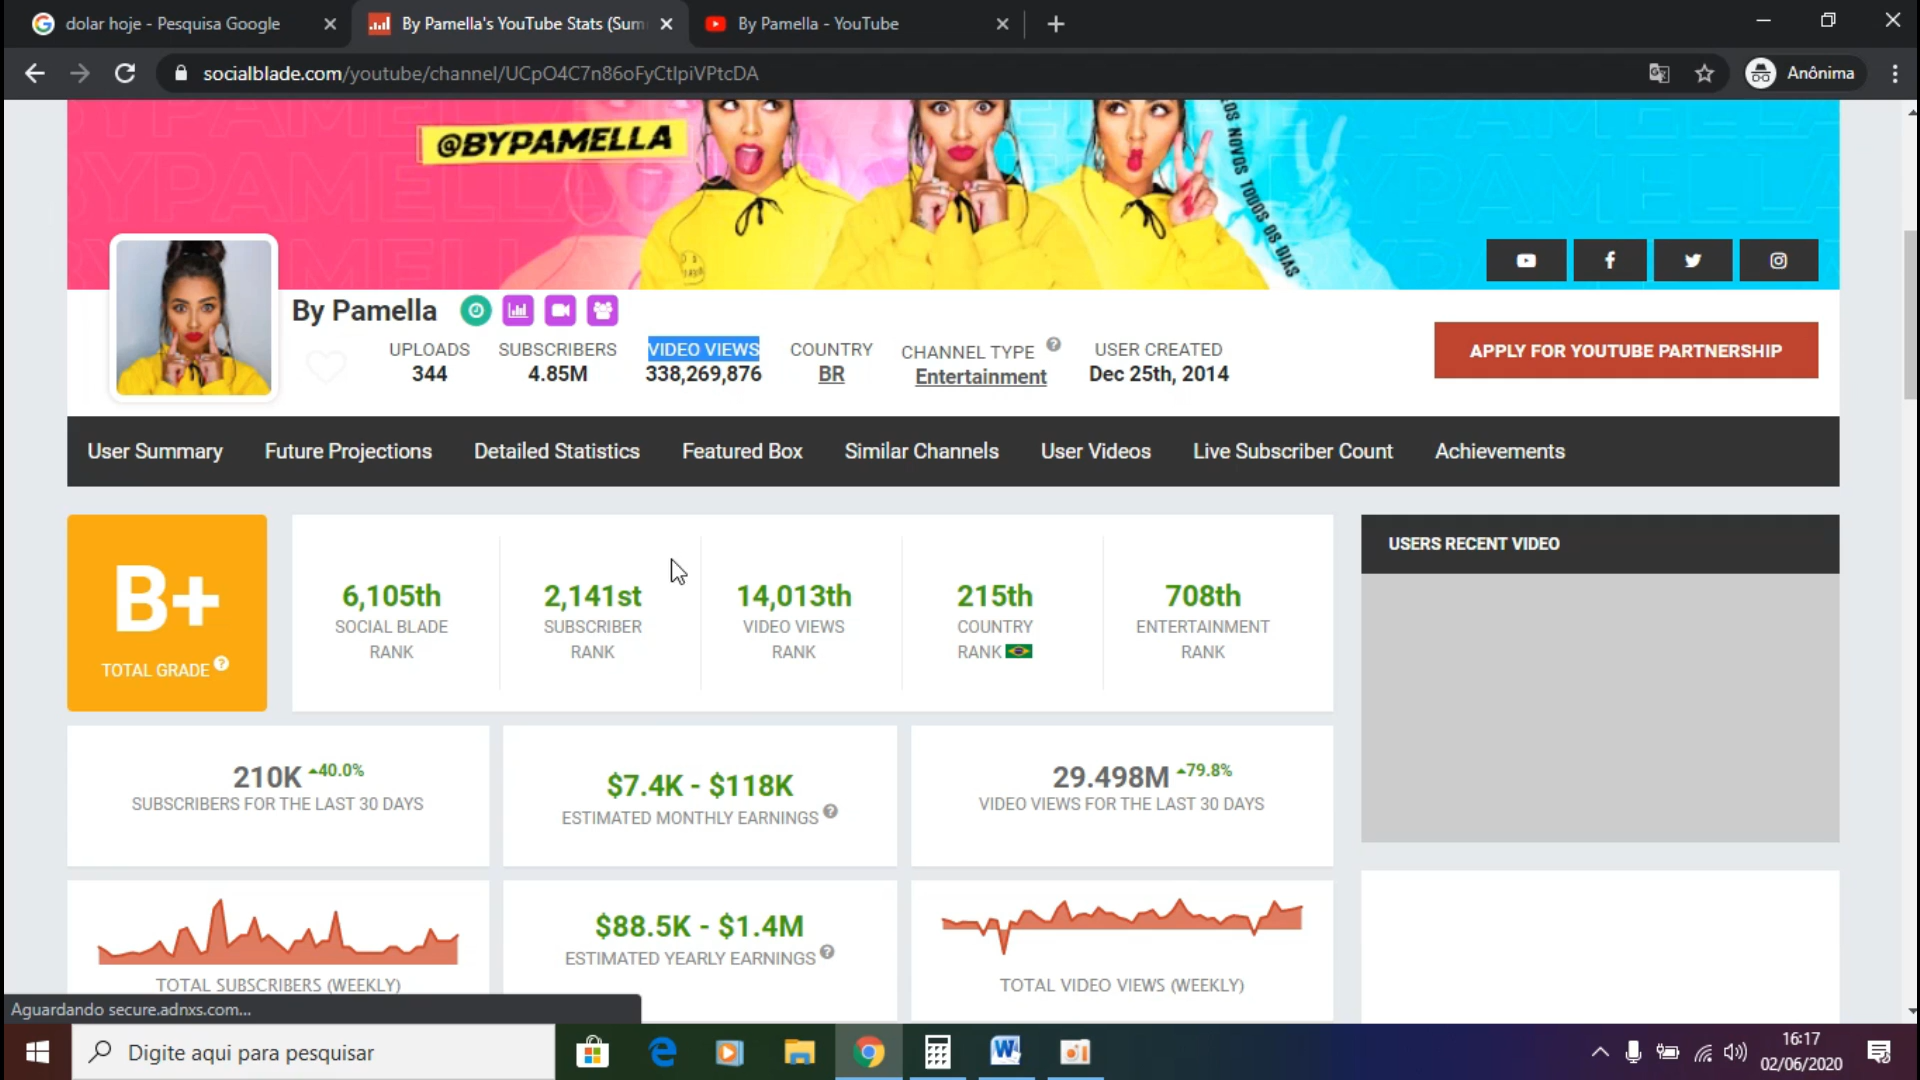 dolar hoje - Pesquisa Google
By Pamella's YouTube Stats (Sum
By Pamella - YouTube
socialblade.com/youtube/channel/UCpO4C7n86oFyCtIpiVPtcDA
Anônima
@BYPAMELLA
OS NOVOS TODOS OS DIAS
By Pamella
UPLOADS
344
SUBSCRIBERS
4.85M
VIDEO VIEWS
338,269,876
COUNTRY
BR
CHANNEL TYPE
Entertainment
USER CREATED
Dec 25th, 2014
APPLY FOR YOUTUBE PARTNERSHIP
User Summary
Future Projections
Detailed Statistics
Featured Box
Similar Channels
User Videos
Live Subscriber Count
Achievements
B+
TOTAL GRADE
6,105th
SOCIAL BLADE
RANK
2,141st
SUBSCRIBER
RANK
14,013th
VIDEO VIEWS
RANK
215th
COUNTRY
RANK
708th
ENTERTAINMENT
RANK
USERS RECENT VIDEO
210K 40.0%
SUBSCRIBERS FOR THE LAST 30 DAYS
$7.4K - $118K
ESTIMATED MONTHLY EARNINGS
29.498M 79.8%
VIDEO VIEWS FOR THE LAST 30 DAYS
TOTAL SUBSCRIBERS (WEEKLY)
$88.5K - $1.4M
ESTIMATED YEARLY EARNINGS
TOTAL VIDEO VIEWS (WEEKLY)
Aguardando secure.adnxs.com...
Digite aqui para pesquisar
16:17
02/06/2020